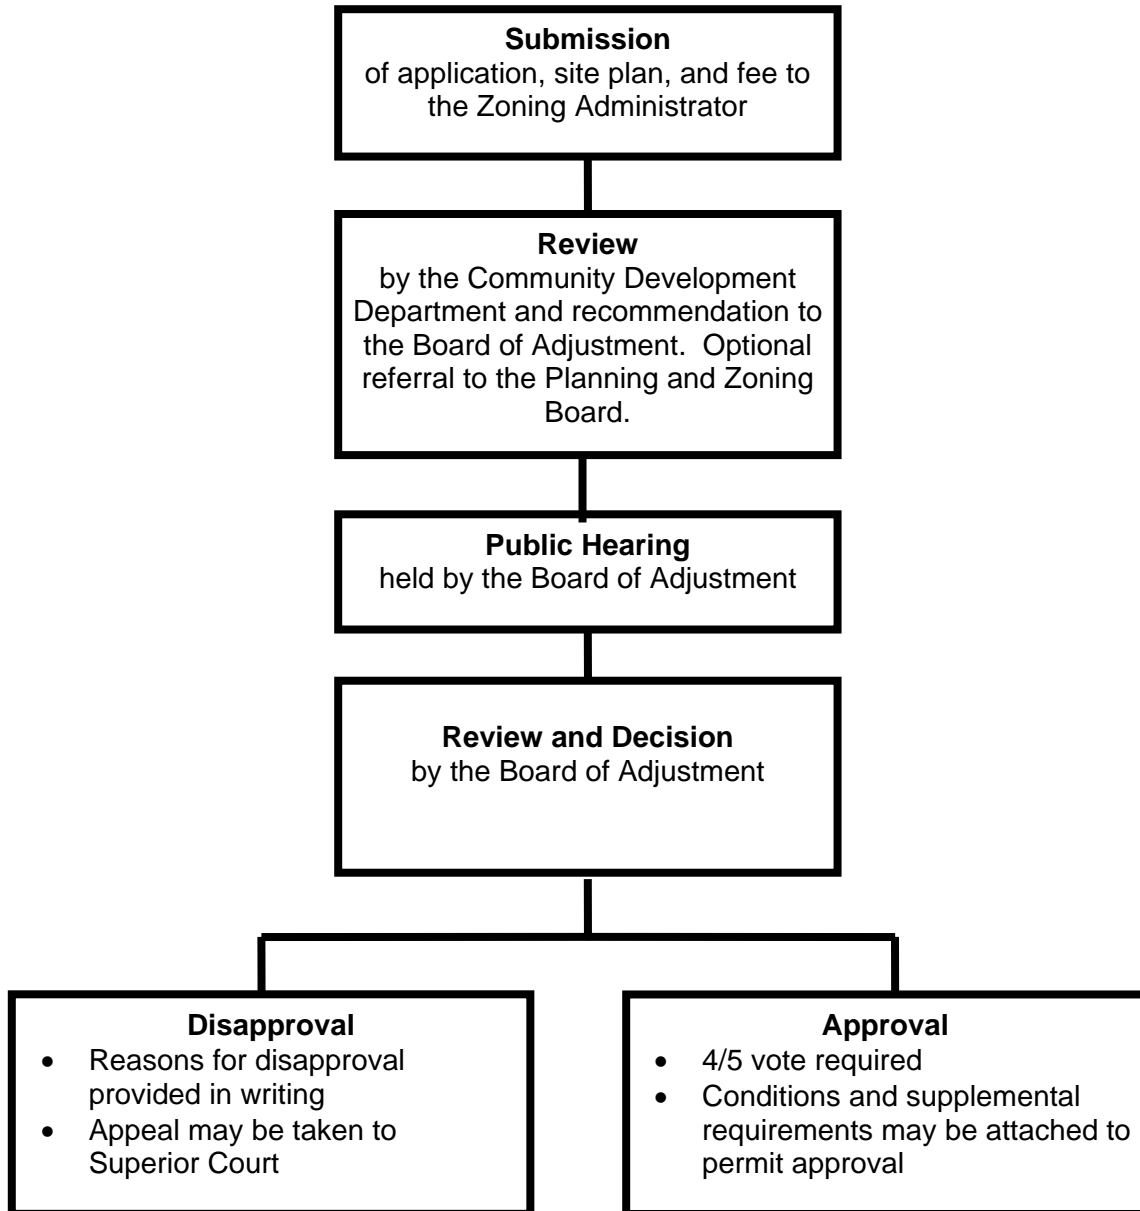 Submission
of application, site plan, and fee to
the Zoning Administrator
Review
by the Community Development
Department and recommendation to
the Board of Adjustment.  Optional
referral to the Planning and Zoning
Board.
Public Hearing
held by the Board of Adjustment
Review and Decision
by the Board of Adjustment
Disapproval
• Reasons for disapproval
provided in writing
• Appeal may be taken to
Superior Court
Approval
• 4/5 vote required
• Conditions and supplemental
requirements may be attached to
permit approval